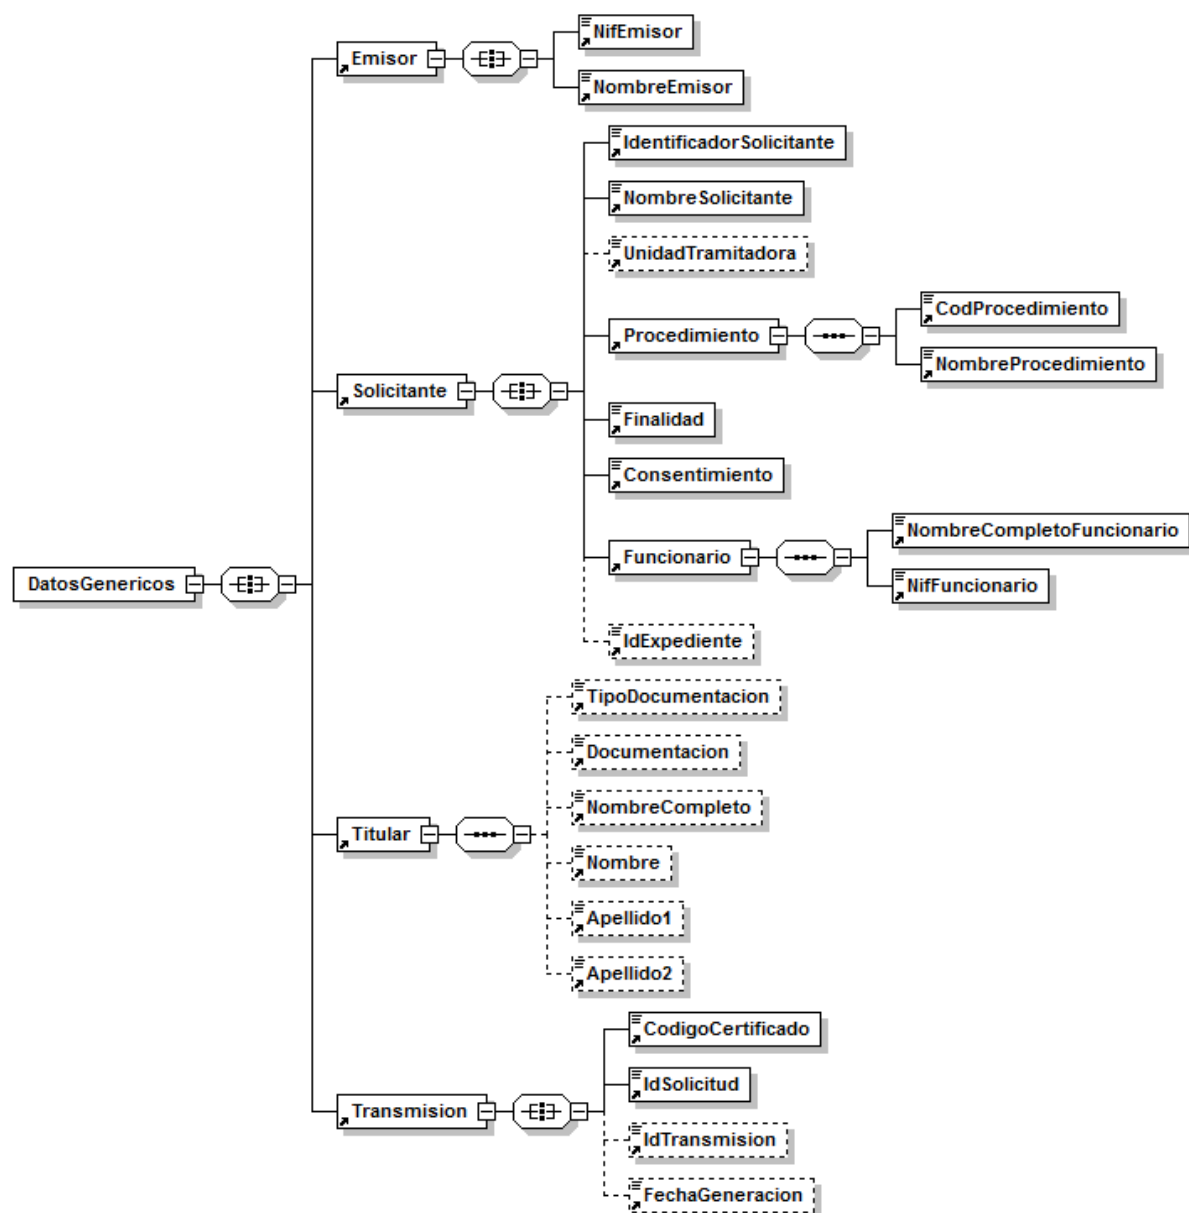 DatosGenericos
Emisor
NifEmisor
NombreEmisor
Solicitante
IdentificadorSolicitante
NombreSolicitante
UnidadTramitadora
Procedimiento
CodProcedimiento
NombreProcedimiento
Finalidad
Consentimiento
Funcionario
NombreCompletoFuncionario
NifFuncionario
IdExpediente
Titular
TipoDocumentacion
Documentacion
NombreCompleto
Nombre
Apellido1
Apellido2
Transmision
CodigoCertificado
IdSolicitud
IdTransmision
FechaGeneracion